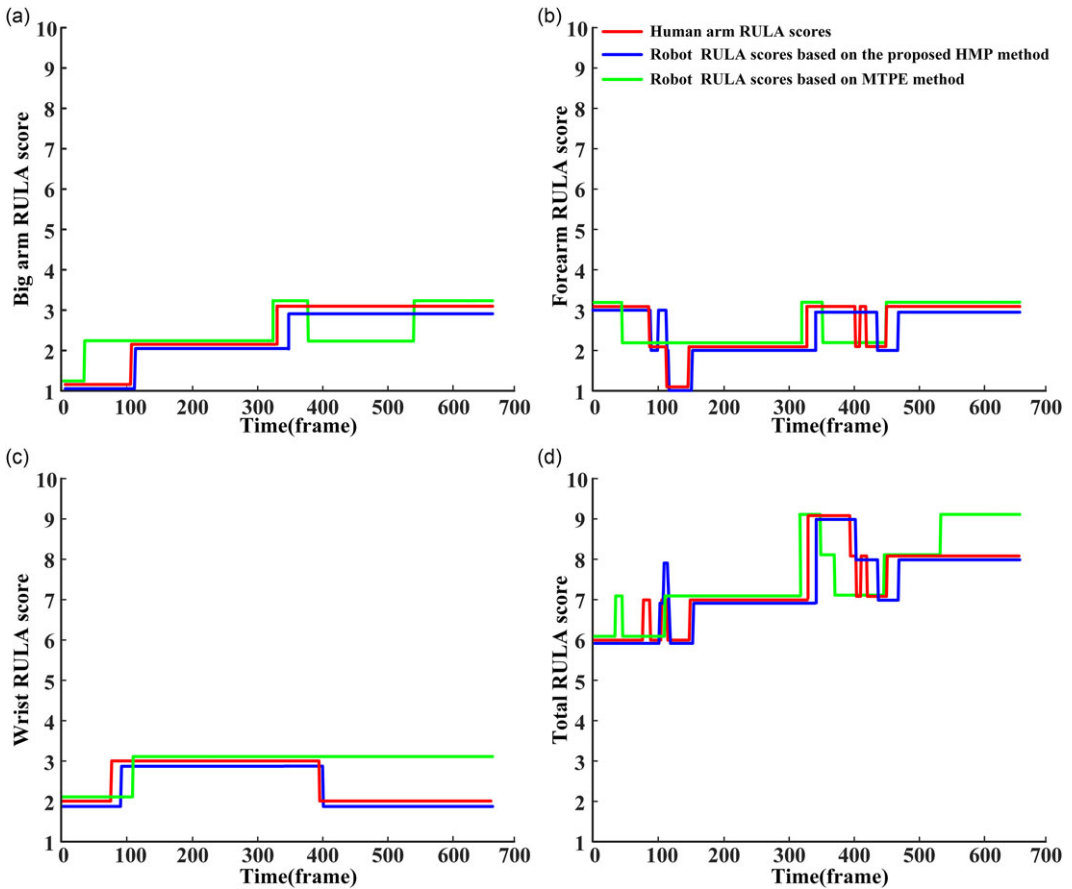 (a)
10
9
8
7
6
5
4
3
2
1
Big arm RULA score
0 100 200 300 400 500 600 700
Time(frame)
(b)
10
9
8
7
6
5
4
3
2
1
Forearm RULA score
Human arm RULA scores
Robot RULA scores based on the proposed HMP method
Robot RULA scores based on MTPE method
0 100 200 300 400 500 600 700
Time(frame)
(c)
10
9
8
7
6
5
4
3
2
1
Wrist RULA score
0 100 200 300 400 500 600 700
Time(frame)
(d)
10
9
8
7
6
5
4
3
2
1
Total RULA score
0 100 200 300 400 500 600 700
Time(frame)